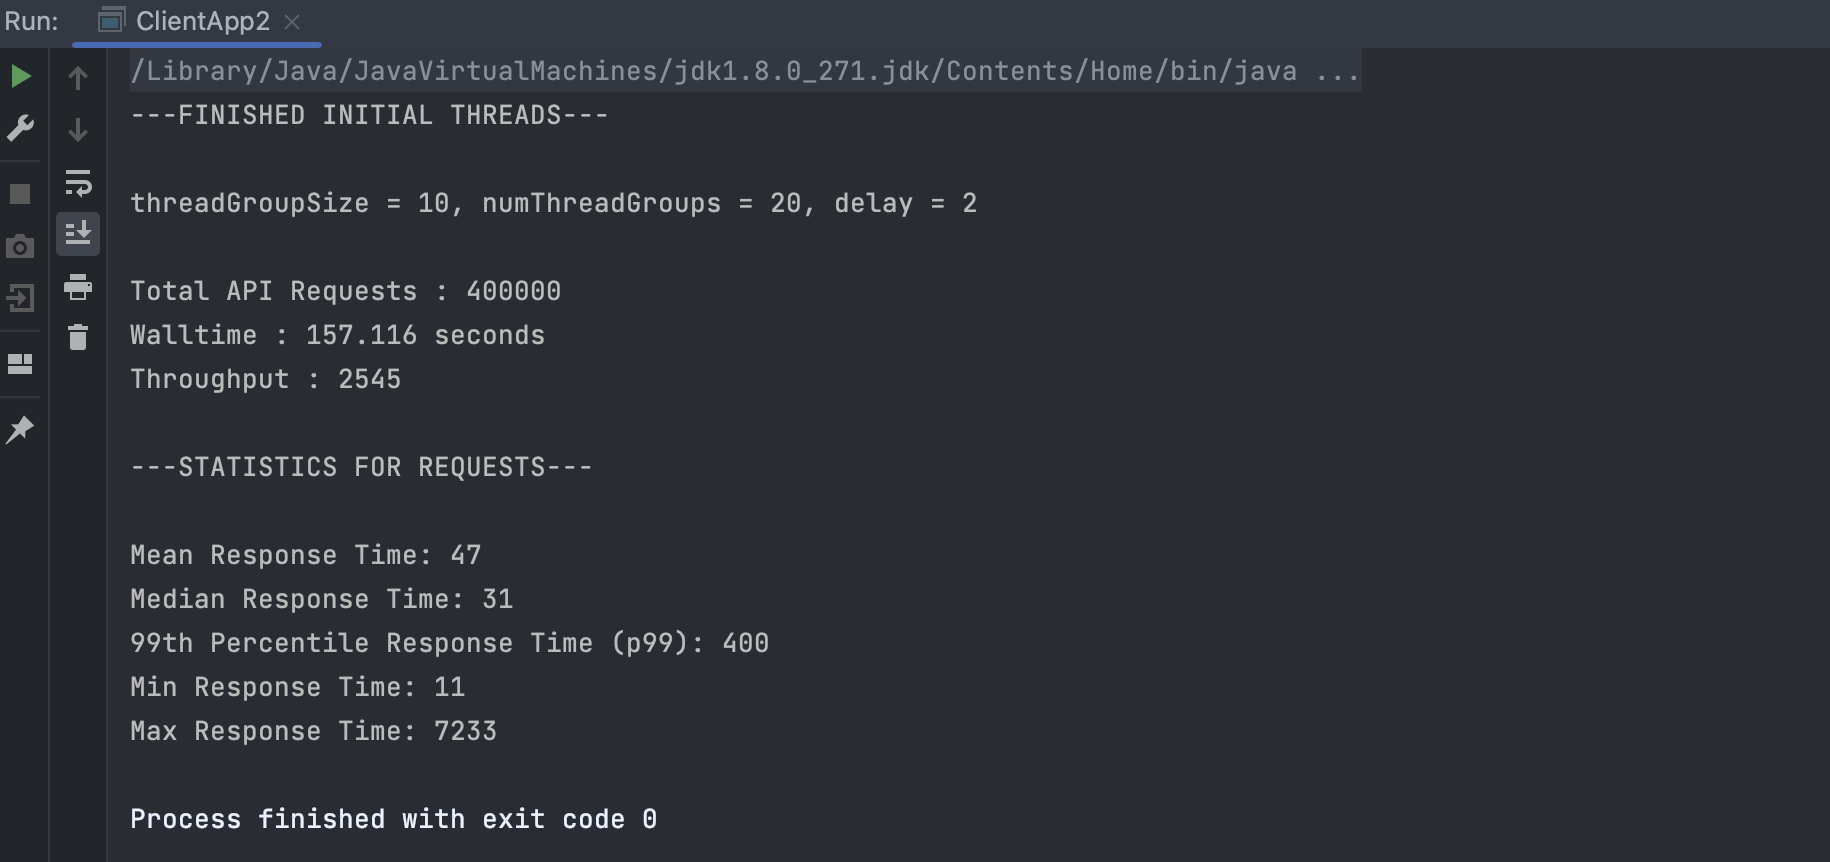 Run: ClientApp2
/Library/Java/JavaVirtualMachines/jdk1.8.0_271.jdk/Contents/Home/bin/java ...
---FINISHED INITIAL THREADS---
threadGroupSize = 10, numThreadGroups = 20, delay = 2
Total API Requests : 400000
Walltime : 157.116 seconds
Throughput : 2545
---STATISTICS FOR REQUESTS---
Mean Response Time: 47
Median Response Time: 31
99th Percentile Response Time (p99): 400
Min Response Time: 11
Max Response Time: 7233
Process finished with exit code 0